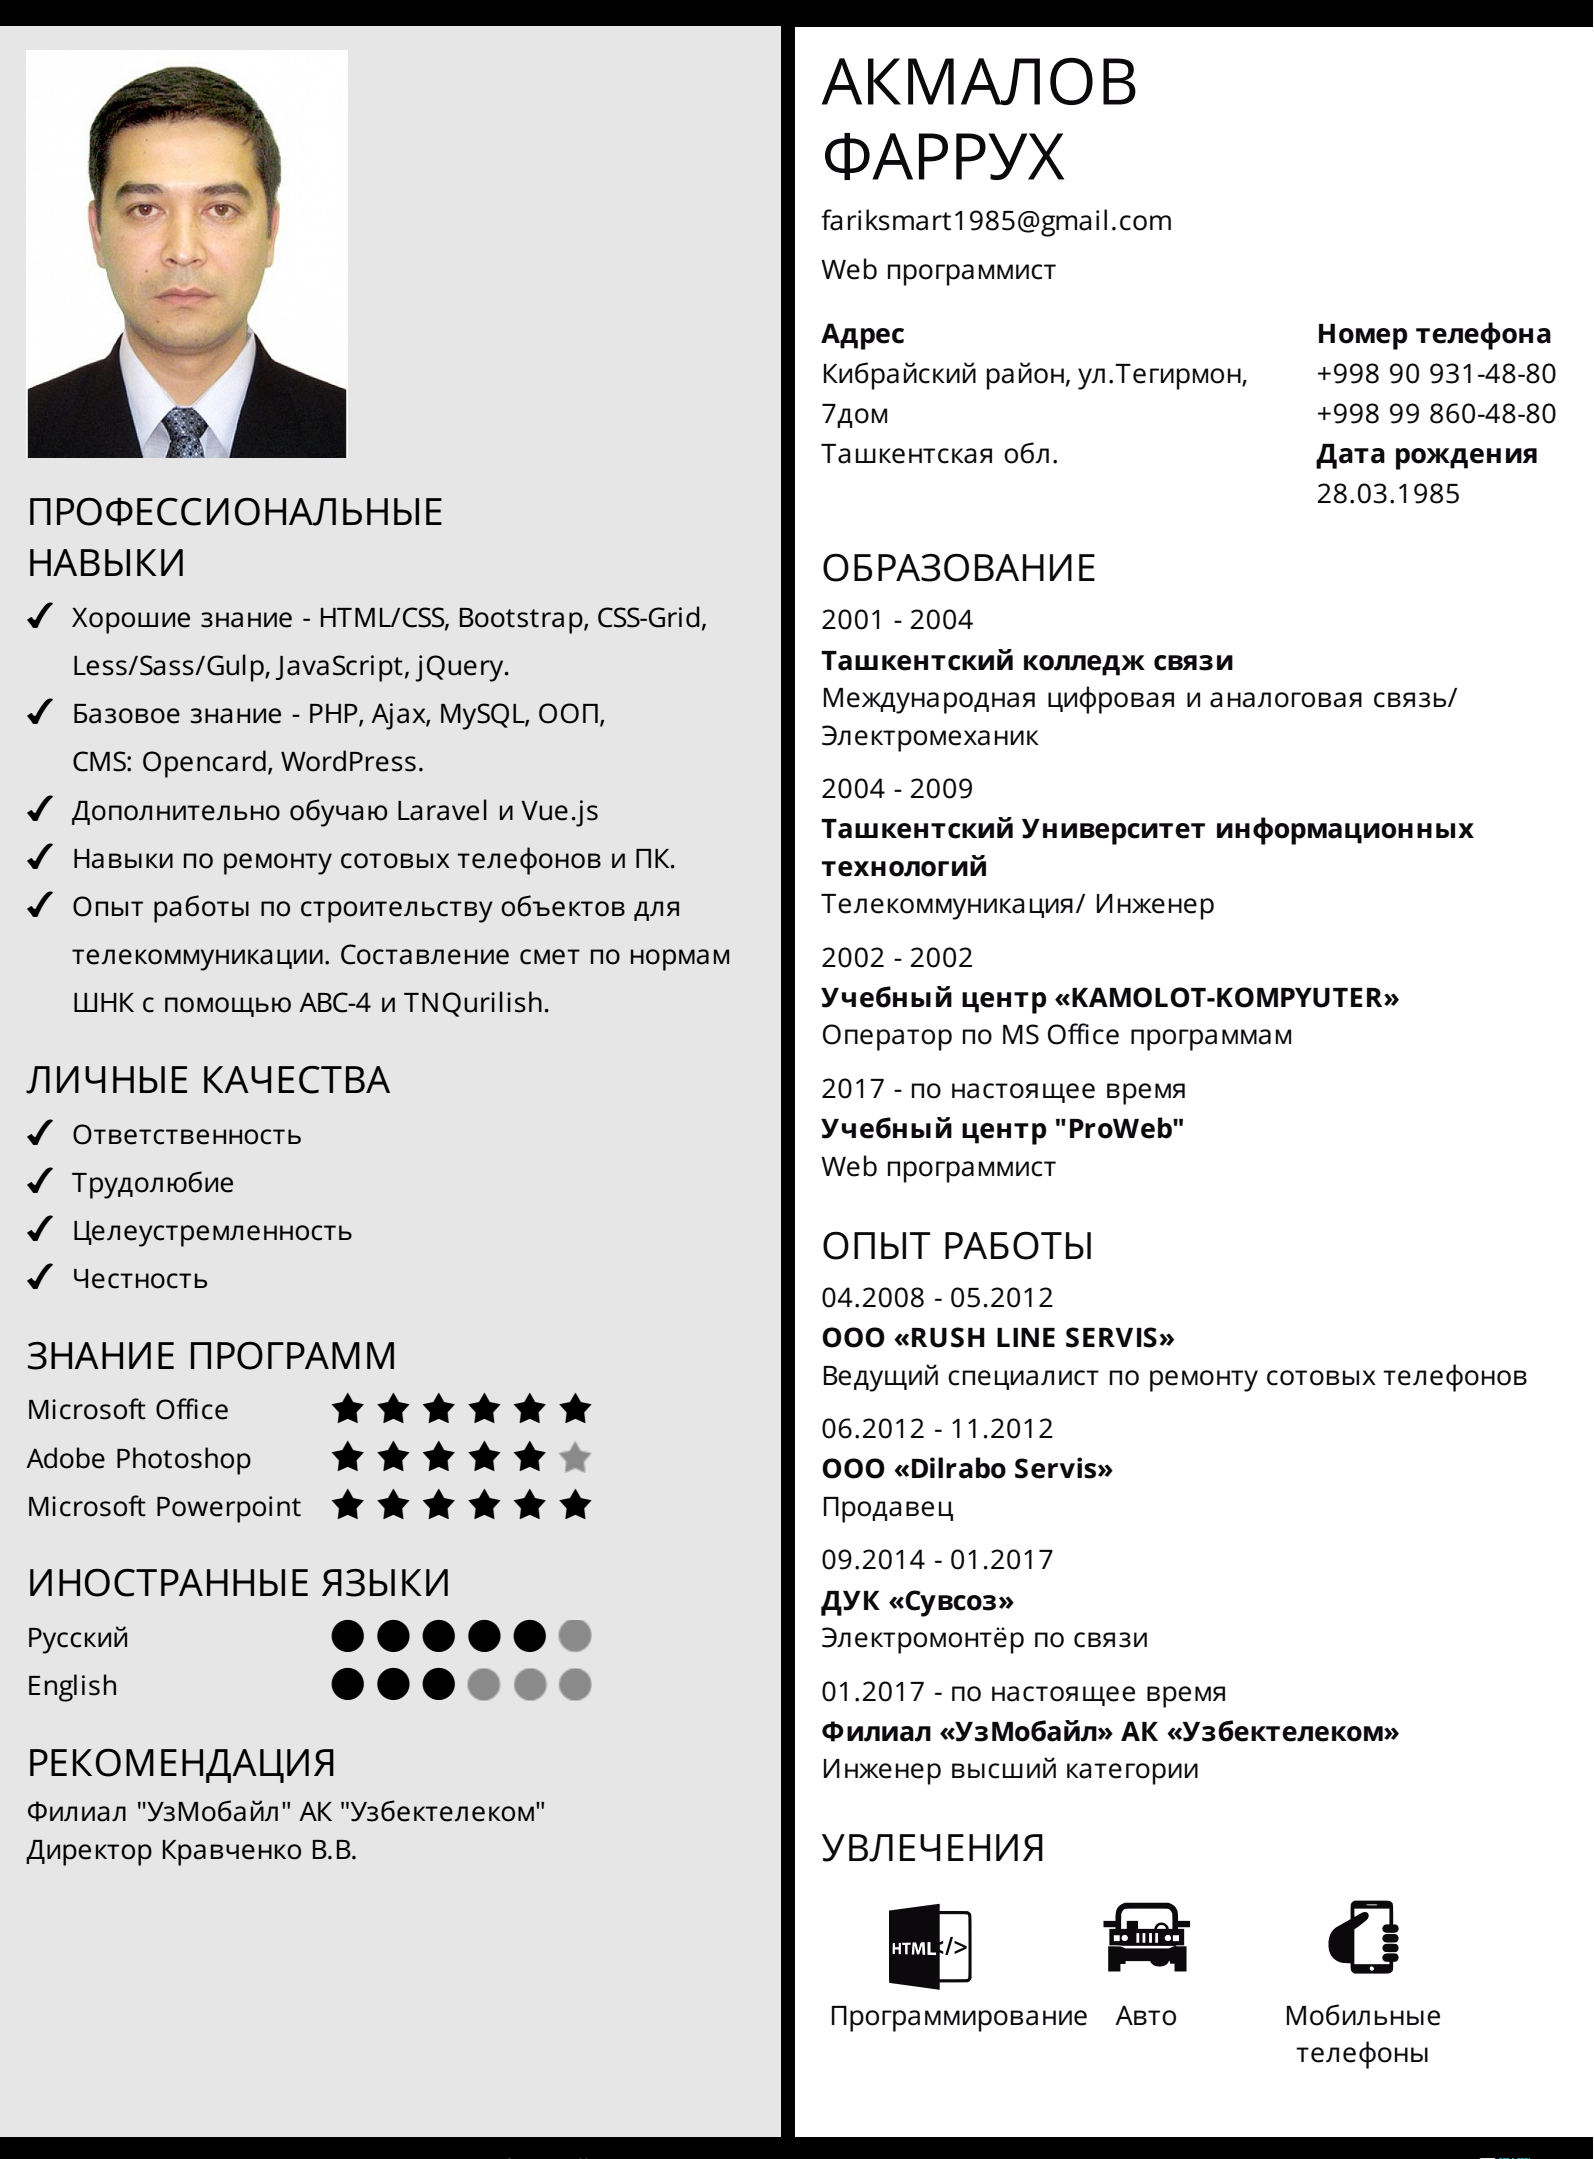 ПРОФЕССИОНАЛЬНЫЕ
НАВЫКИ
Хорошие знание - HTML/CSS, Bootstrap, CSS-Grid,
Less/Sass/Gulp, JavaScript, jQuery.
Базовое знание - PHP, Ajax, MySQL, ООП,
CMS: Opencard, WordPress.
Дополнительно обучаю Laravel и Vue.js
Навыки по ремонту сотовых телефонов и ПК.
Опыт работы по строительству объектов для
телекоммуникации. Составление смет по нормам
ШНК с помощью АВС-4 и TNQurilish.
ЛИЧНЫЕ КАЧЕСТВА
Ответственность
Трудолюбие
Целеустремленность
Честность
ЗНАНИЕ ПРОГРАММ
Microsoft Office
Adobe Photoshop
Microsoft Powerpoint
ИНОСТРАННЫЕ ЯЗЫКИ
Русский
English
РЕКОМЕНДАЦИЯ
Филиал "УзМобайл" АК "Узбектелеком"
Директор Кравченко В.В.
АКМАЛОВ
ФАРРУХ
fariksmart1985@gmail.com
Web программист
Адрес
Кибрайский район, ул.Тегирмон,
7дом
Ташкентская обл.
Номер телефона
+998 90 931-48-80
+998 99 860-48-80
Дата рождения
28.03.1985
ОБРАЗОВАНИЕ
2001 - 2004
Ташкентский колледж связи
Международная цифровая и аналоговая связь/
Электромеханик
2004 - 2009
Ташкентский Университет информационных
технологий
Телекоммуникация/ Инженер
2002 - 2002
Учебный центр «KAMOLOT-KOMPYUTER»
Оператор по MS Office программам
2017 - по настоящее время
Учебный центр "ProWeb"
Web программист
ОПЫТ РАБОТЫ
04.2008 - 05.2012
ООО «RUSH LINE SERVIS»
Ведущий специалист по ремонту сотовых телефонов
06.2012 - 11.2012
ООО «Dilrabo Servis»
Продавец
09.2014 - 01.2017
ДУК «Сувсоз»
Электромонтёр по связи
01.2017 - по настоящее время
Филиал «УзМобайл» АК «Узбектелеком»
Инженер высший категории
УВЛЕЧЕНИЯ
HTML </>
Программирование Авто Мобильные
телефоны